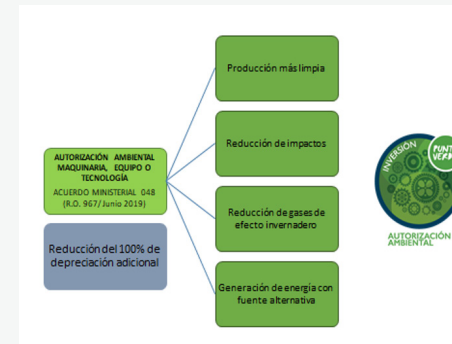 Producción más limpia
Reducción de impactos
AUTORIZACIÓN AMBIENTAL
MAQUINARIA, EQUIPO O
TECNOLOGÍA
ACUERDO MINISTERIAL 048
(R.O. 967/ Junio 2019)
Reducción del 100% de
depreciación adicional
Reducción de gases de
efecto invernadero
Generación de energía con
fuente alternativa
INVERSIÓN
AUTORIZACIÓN
AMBIENTAL